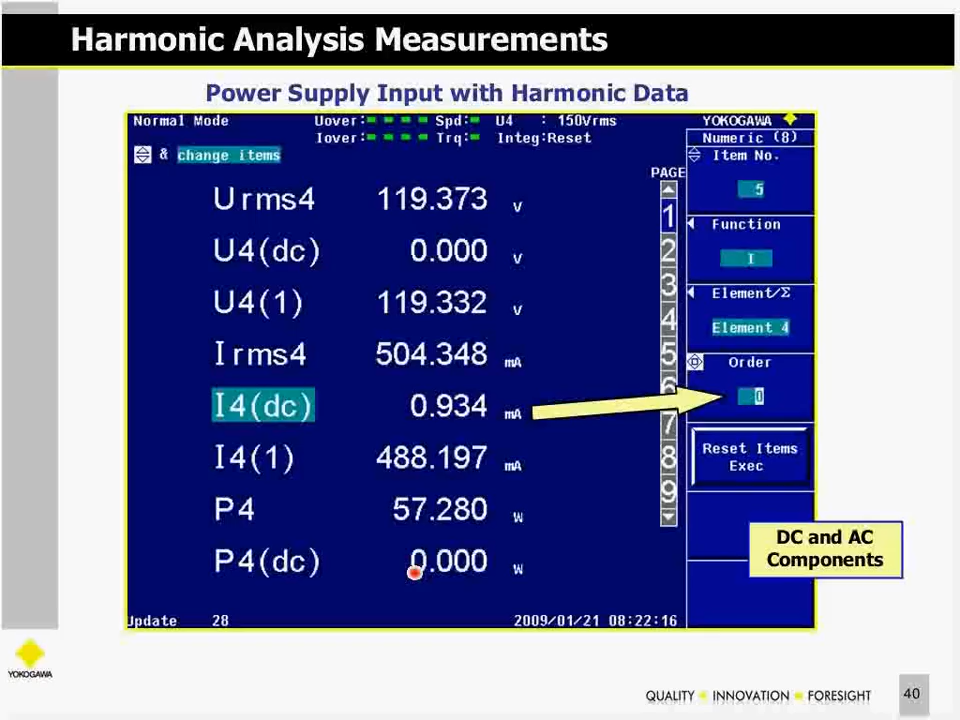 Harmonic Analysis Measurements
Power Supply Input with Harmonic Data
Normal Mode Uover: Spd: U4 : 150Vrms YOKOGAWA
Iover: Trq: Integ:Reset Numeric (8)
& change items Item No.
PAGE
5
Urms4 119.373 V
1
Function
U4(dc) 0.000 V
2
I
U4(1) 119.332 V
3
Element/Σ
4
Element 4
Irms4 504.348 mA
5
Order
6
I4(dc) 0.934 mA
0
7
I4(1) 488.197 mA
8
Reset Items
Exec
9
P4 57.280 W
DC and AC
Components
P4(dc) 0.000 W
Update 28 2009/01/21 08:22:16
YOKOGAWA
QUALITY INNOVATION FORESIGHT 40